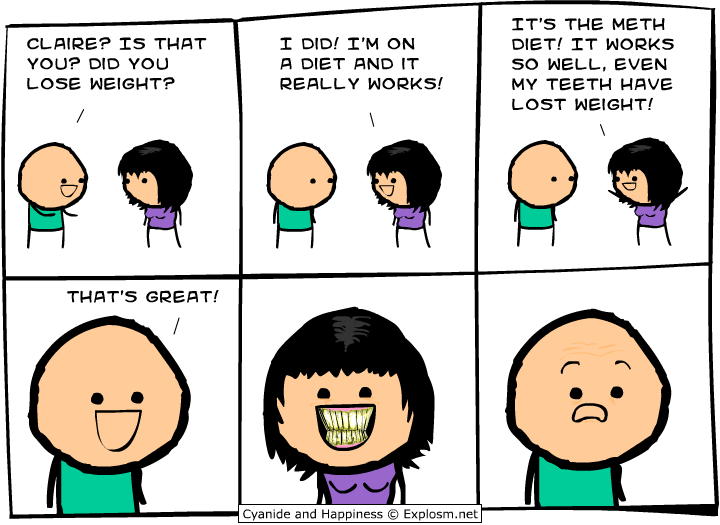 CLAIRE? IS THAT
YOU? DID YOU
LOSE WEIGHT?
I DID! I'M ON
A DIET AND IT
REALLY WORKS!
IT'S THE METH
DIET! IT WORKS
SO WELL, EVEN
MY TEETH HAVE
LOST WEIGHT!
THAT'S GREAT!
Cyanide and Happiness © Explosm.net